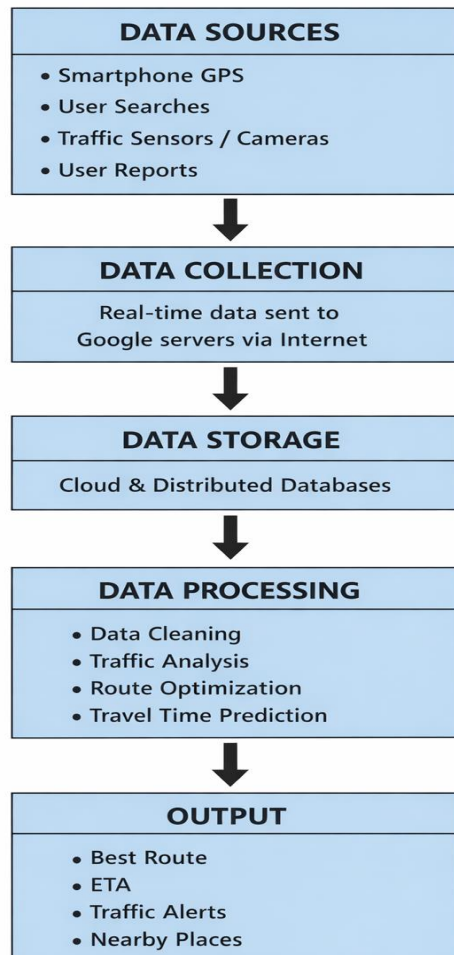 DATA SOURCES
• Smartphone GPS
• User Searches
• Traffic Sensors / Cameras
• User Reports
DATA COLLECTION
Real-time data sent to
Google servers via Internet
DATA STORAGE
Cloud & Distributed Databases
DATA PROCESSING
• Data Cleaning
• Traffic Analysis
• Route Optimization
• Travel Time Prediction
OUTPUT
• Best Route
• ETA
• Traffic Alerts
• Nearby Places